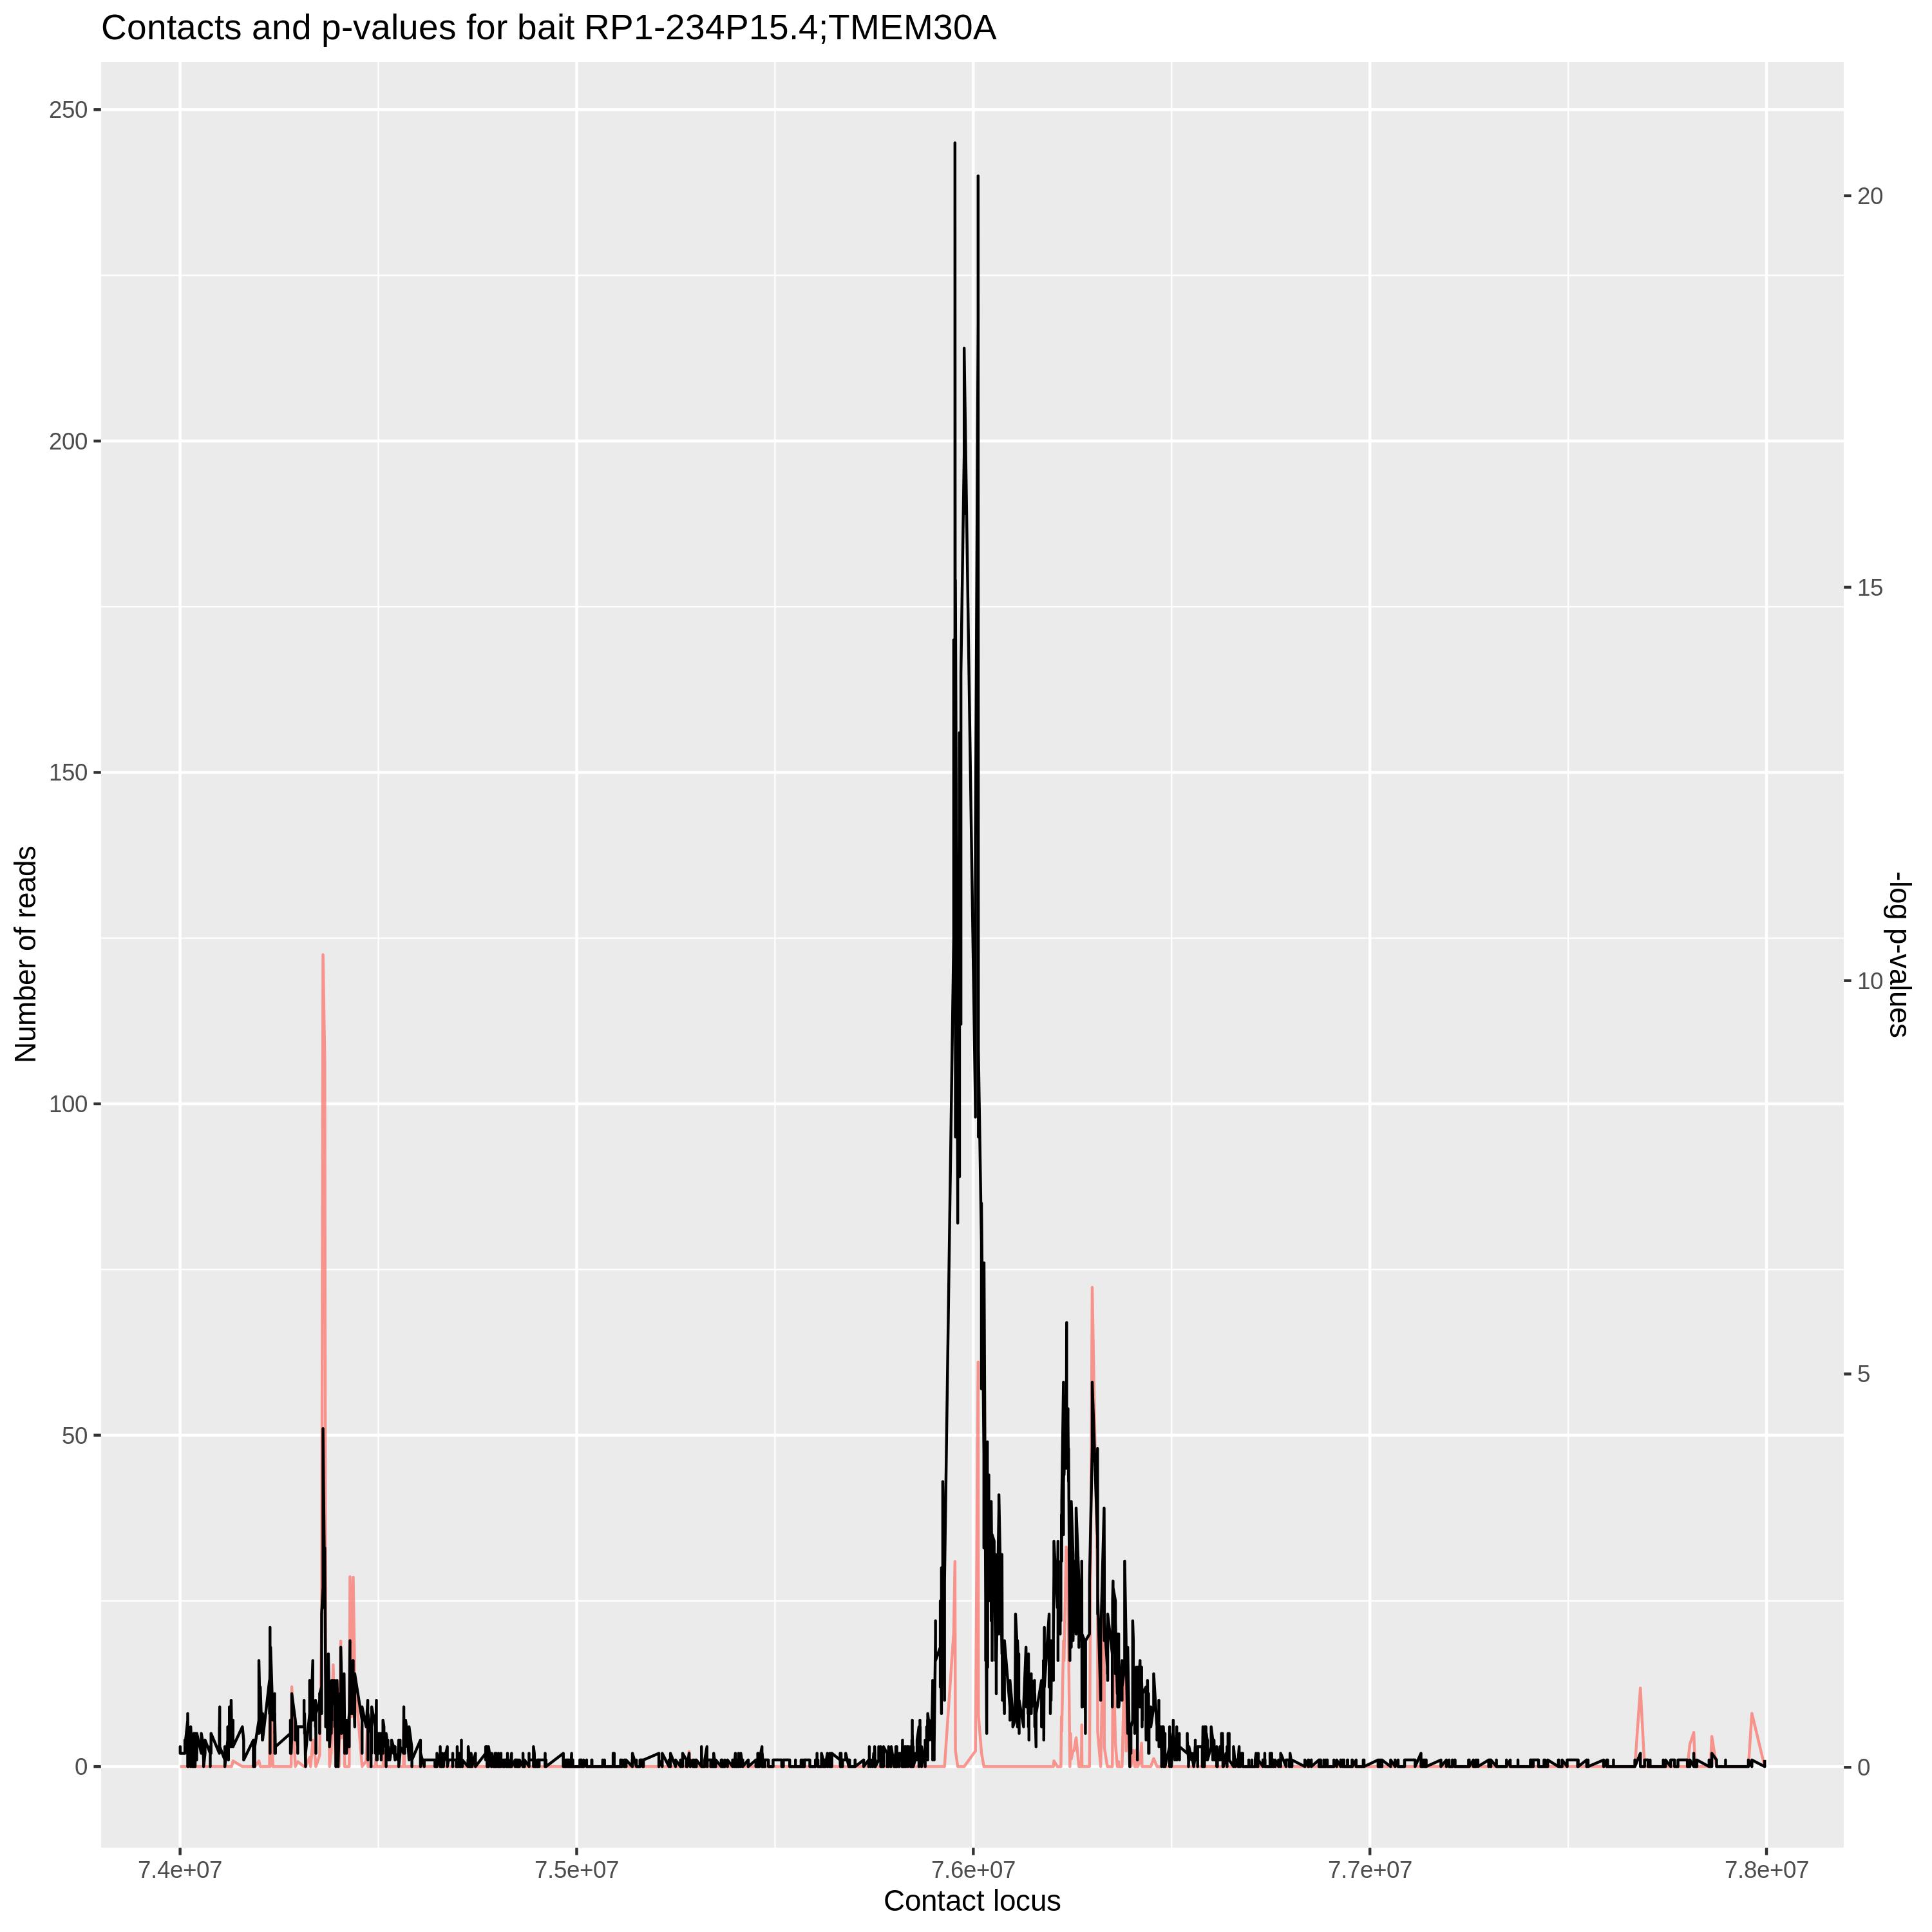 Contacts and p-values for bait RP1-234P15.4;TMEM30A
250
200
150
100
50
0
Number of reads
20
15
10
5
0
-log p-values
7.4e+07 7.5e+07 7.6e+07 7.7e+07 7.8e+07
Contact locus